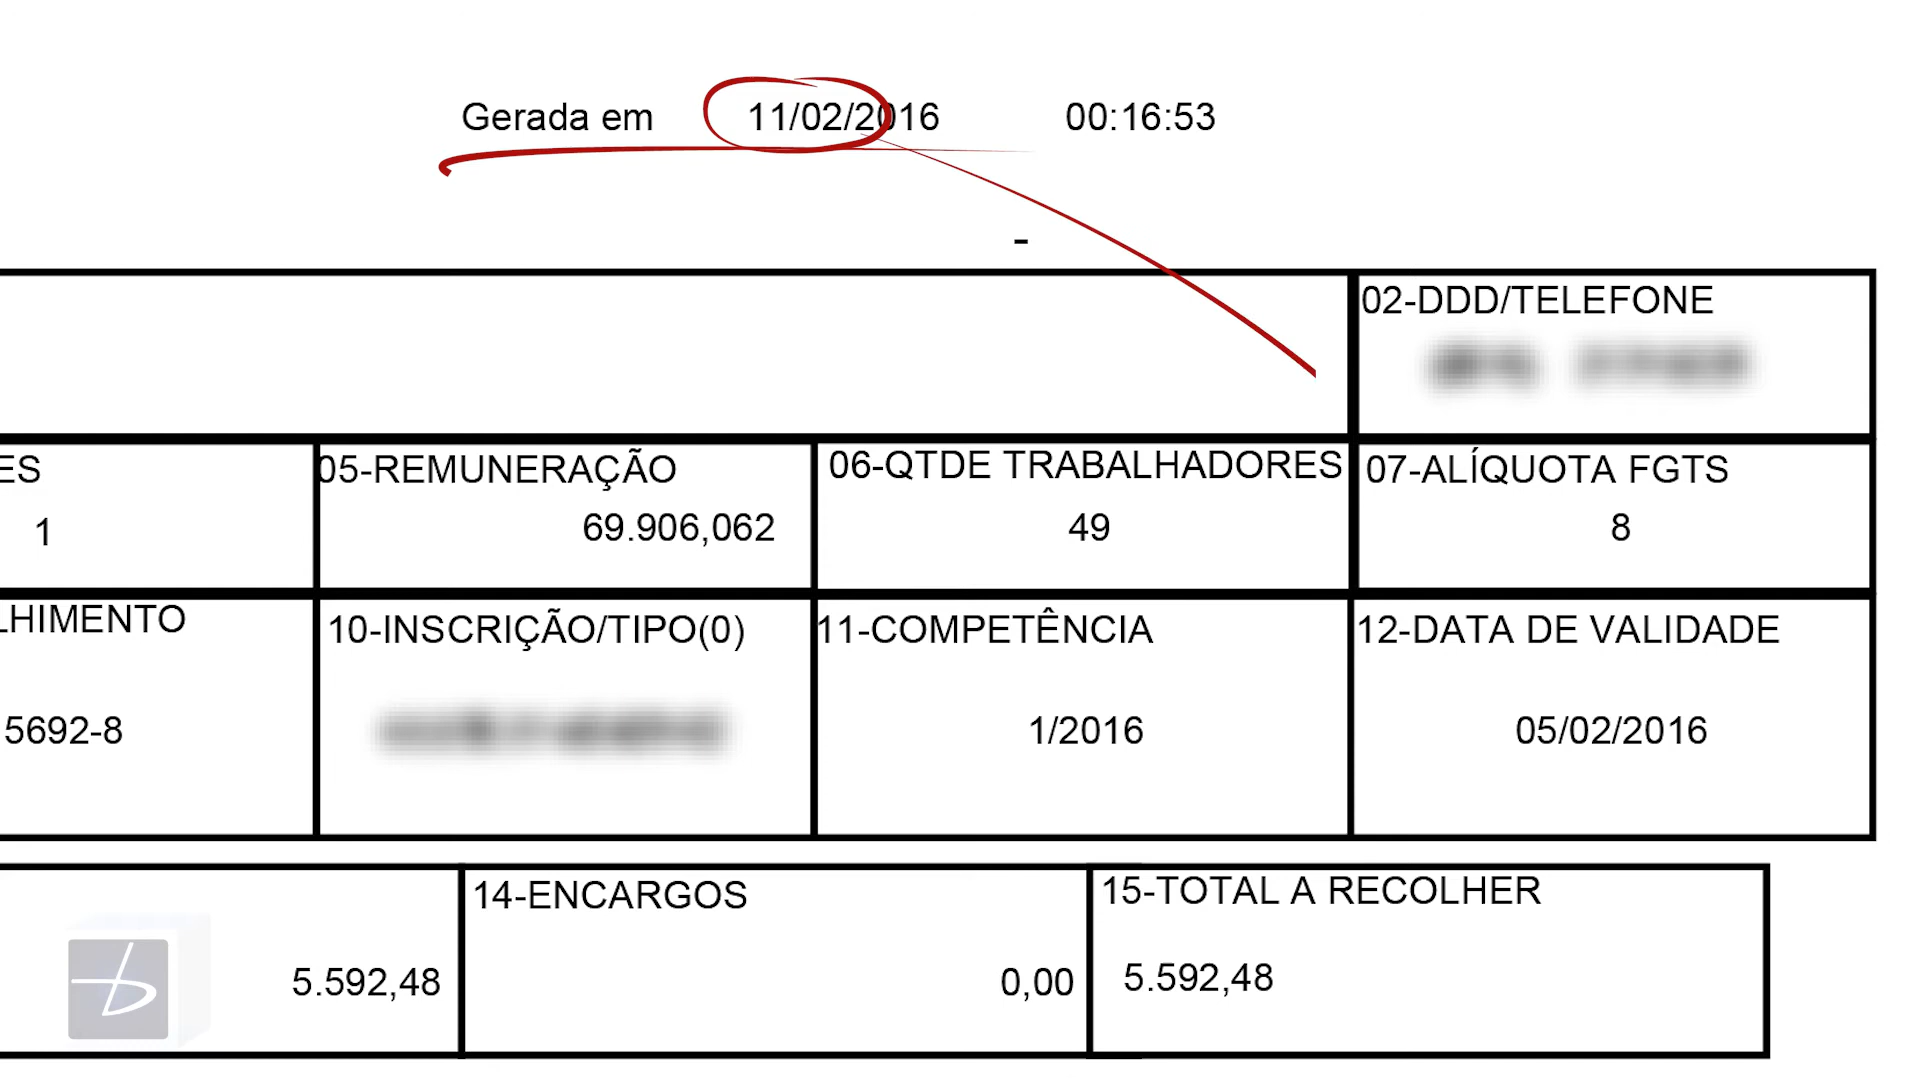 Gerada em 11/02/2016 00:16:53
-
02-DDD/TELEFONE
ES 05-REMUNERAÇÃO 06-QTDE TRABALHADORES 07-ALÍQUOTA FGTS
1 69.906,062 49 8
LHIMENTO 10-INSCRIÇÃO/TIPO(0) 11-COMPETÊNCIA 12-DATA DE VALIDADE
5692-8 1/2016 05/02/2016
14-ENCARGOS 15-TOTAL A RECOLHER
5.592,48 0,00 5.592,48